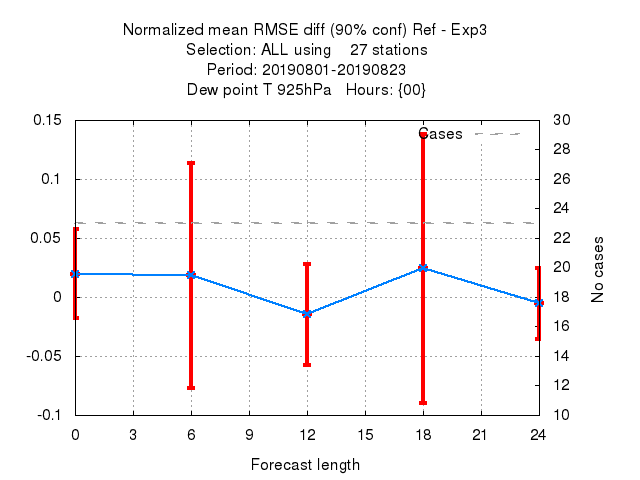 Normalized mean RMSE diff (90% conf) Ref - Exp3
Selection: ALL using    27 stations
Period: 20190801-20190823
Dew point T 925hPa   Hours: {00}
Cases
0.15
0.1
0.05
0
-0.05
-0.1
30
28
26
24
22
20
18
16
14
12
10
No cases
0 3 6 9 12 15 18 21 24
Forecast length